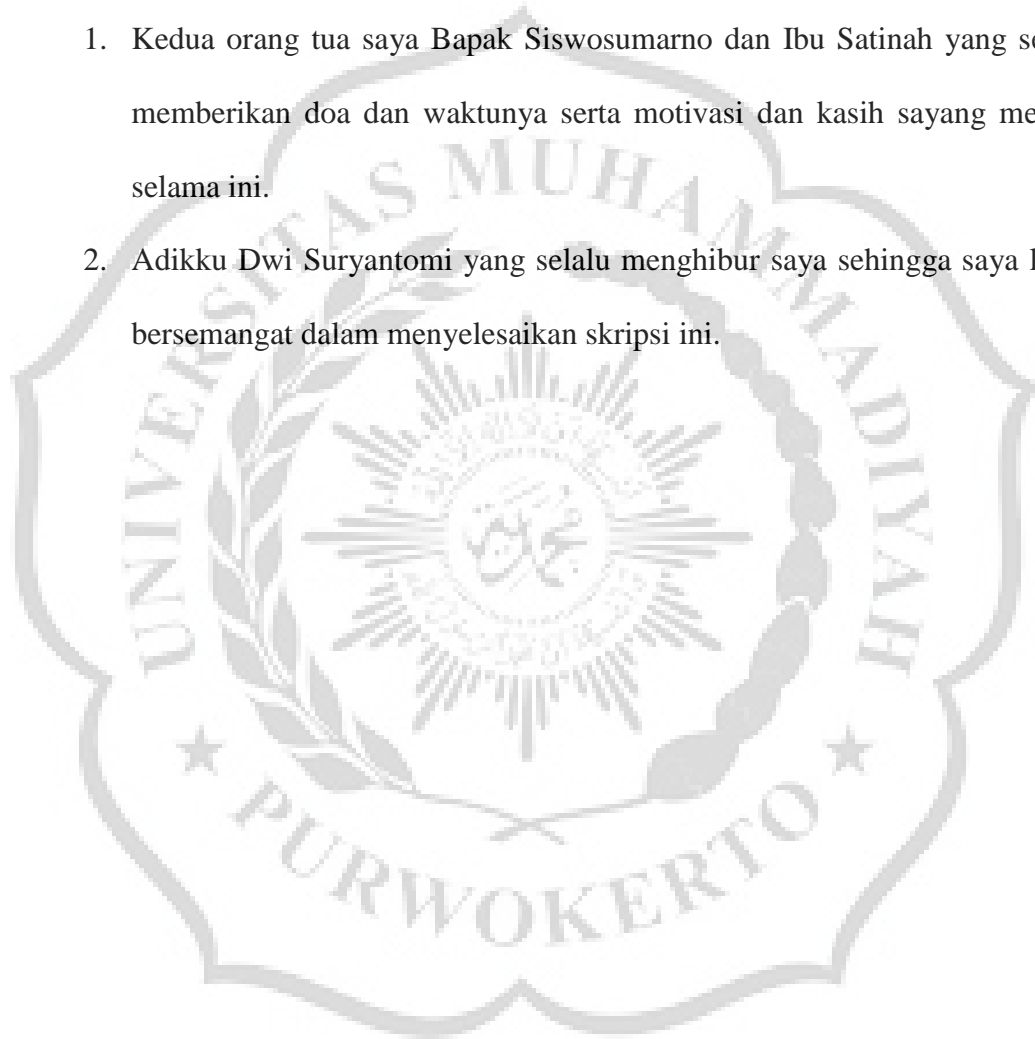 1. Kedua orang tua saya Bapak Siswosumarno dan Ibu Satinah yang
memberikan doa dan waktunya serta motivasi dan kasih sayang
selama ini.
2. Adikku Dwi Suryantomi yang selalu menghibur saya sehingga saya
bersemangat dalam menyelesaikan skripsi ini.
UNIVERSITAS MUHAMMADIYAH
PURWOKERTO